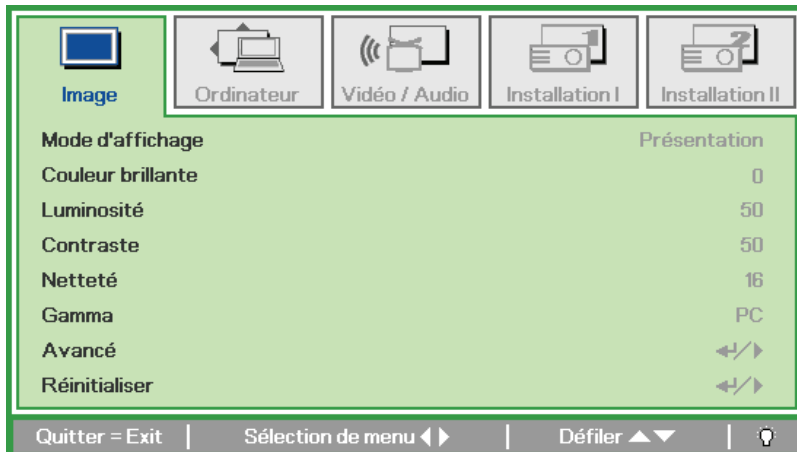 Image Ordinateur Vidéo / Audio Installation I Installation II
Mode d'affichage Présentation
Couleur brillante 0
Luminosité 50
Contraste 50
Netteté 16
Gamma PC
Avancé
Réinitialiser
Quitter = Exit Sélection de menu Défiler